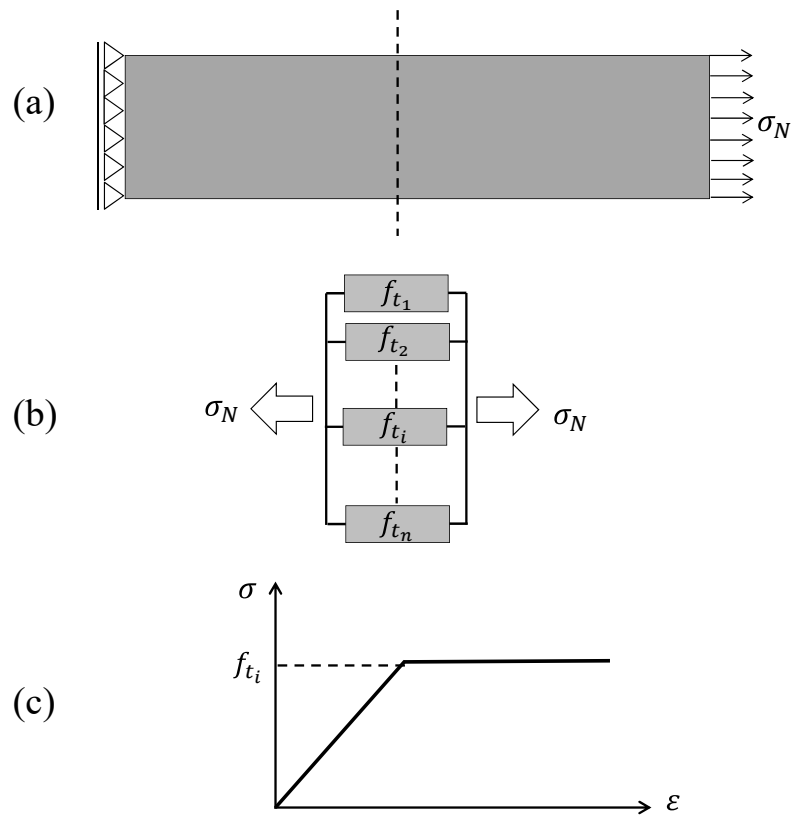 (a)
σ_N
(b)
f_{t_1}
f_{t_2}
σ_N
f_{t_i}
σ_N
f_{t_n}
(c)
σ
f_{t_i}
ε